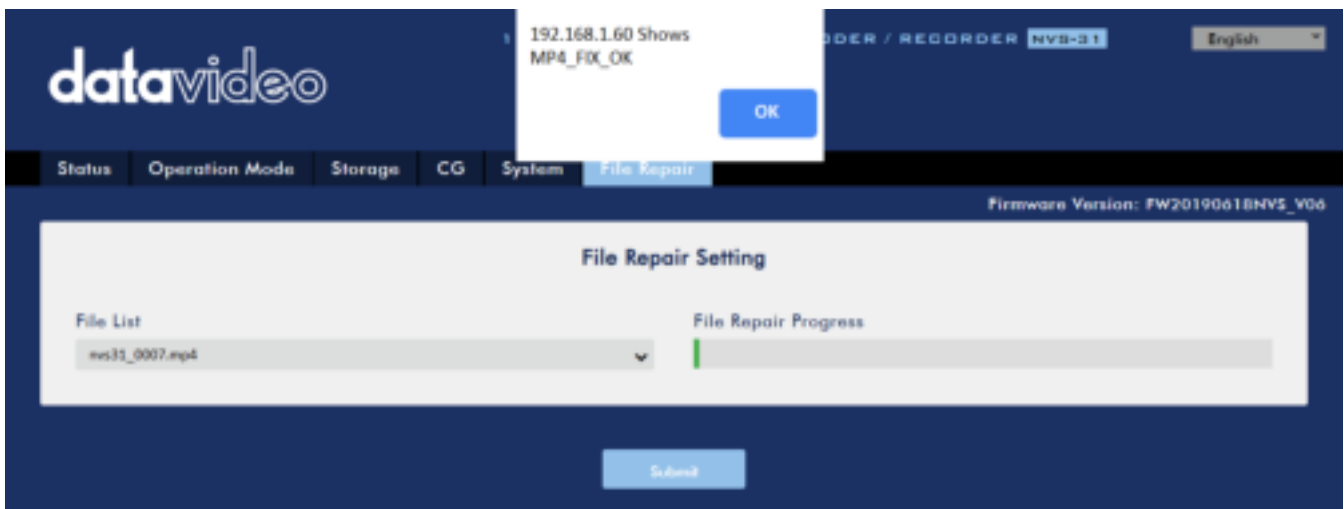 192.168.1.60 Shows
MP4_FIX_OK
OK
DER / RECORDER NVS-31
English
datavideo
Status Operation Mode Storage CG System File Repair
Firmware Version: FW20190618NVS_V06
File Repair Setting
File List
File Repair Progress
nvs31_0007.mp4
Submit